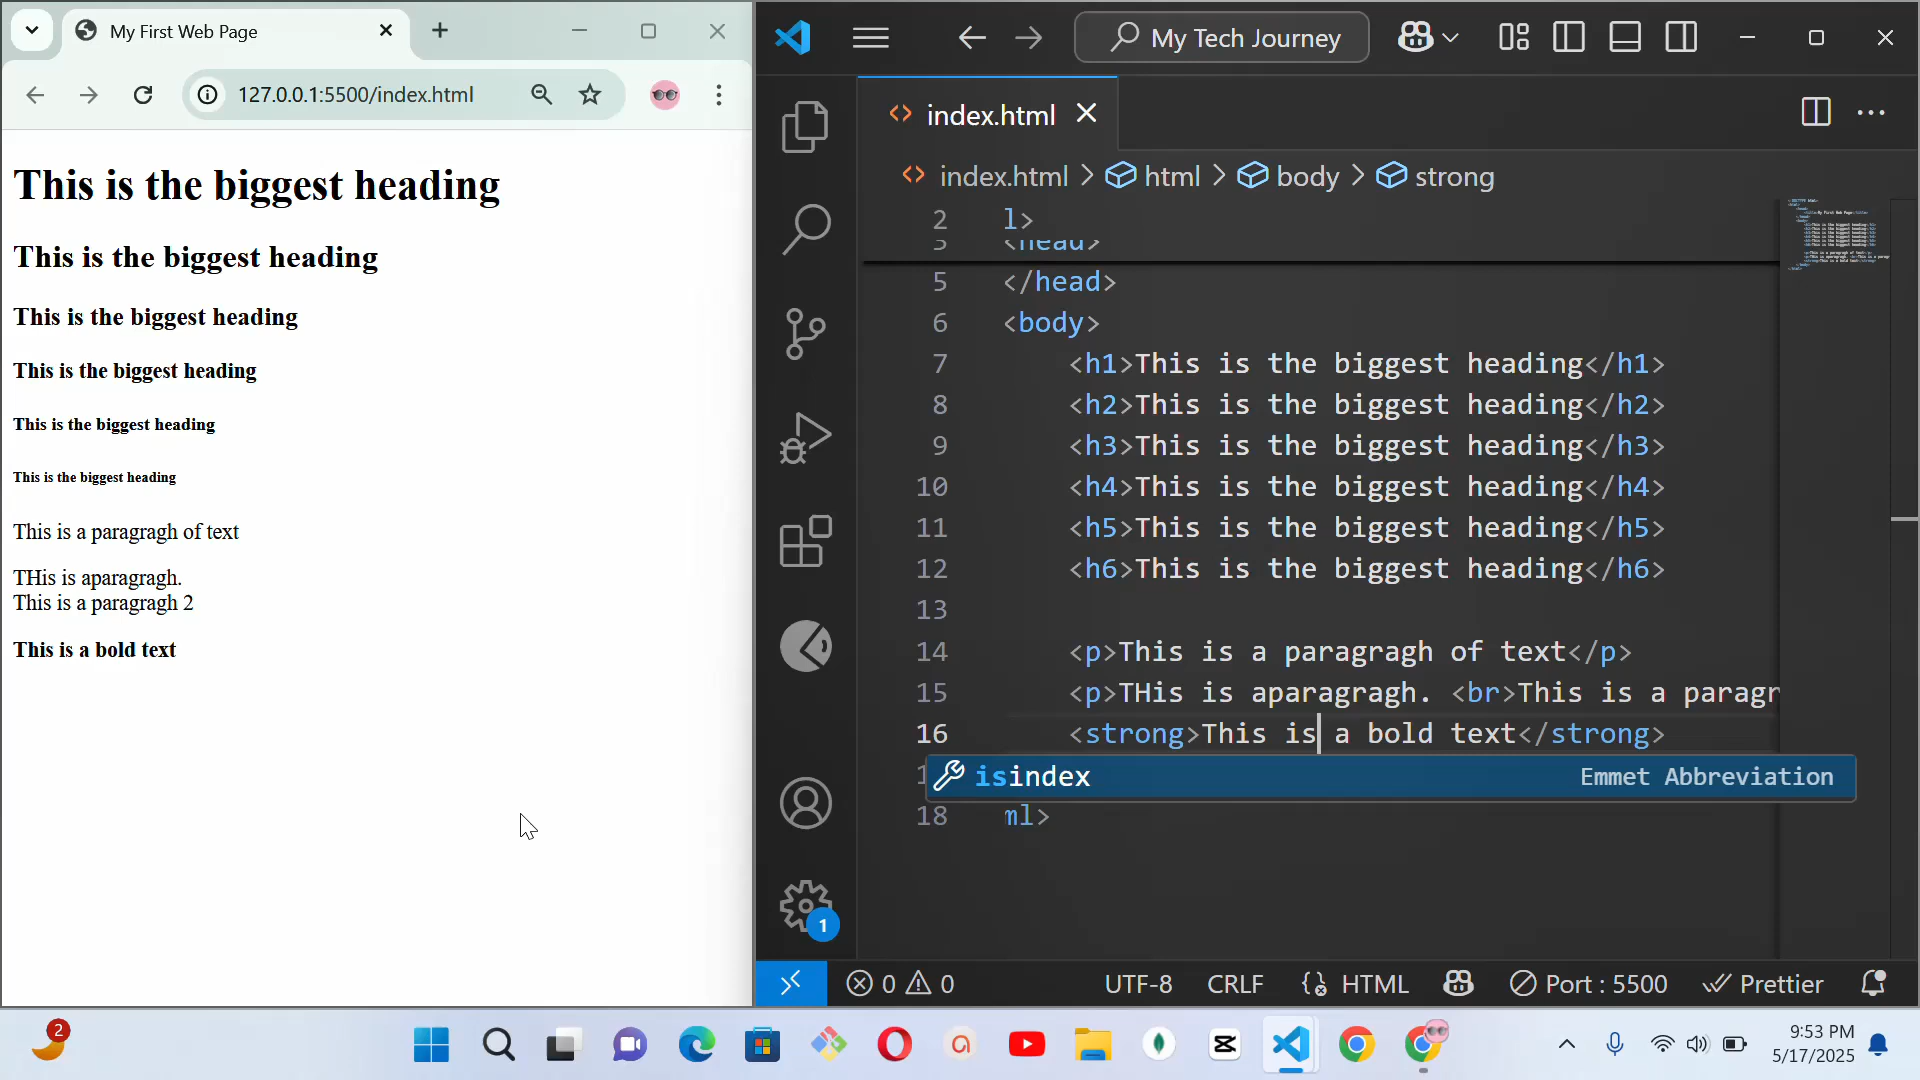 My First Web Page
127.0.0.1:5500/index.html
This is the biggest heading
This is the biggest heading
This is the biggest heading
This is the biggest heading
This is the biggest heading
This is the biggest heading
This is a paragragh of text
THis is aparagragh.
This is a paragragh 2
This is a bold text
My Tech Journey
index.html
index.html > html > body > strong
2 l>
3 <head>
5 </head>
6 <body>
7 <h1>This is the biggest heading</h1>
8 <h2>This is the biggest heading</h2>
9 <h3>This is the biggest heading</h3>
10 <h4>This is the biggest heading</h4>
11 <h5>This is the biggest heading</h5>
12 <h6>This is the biggest heading</h6>
13
14 <p>This is a paragragh of text</p>
15 <p>THis is aparagragh. <br>This is a paragr
16 <strong>This is a bold text</strong>
isindex Emmet Abbreviation
18 ml>
1
0 0 UTF-8 CRLF HTML Port : 5500 Prettier
2
9:53 PM
5/17/2025